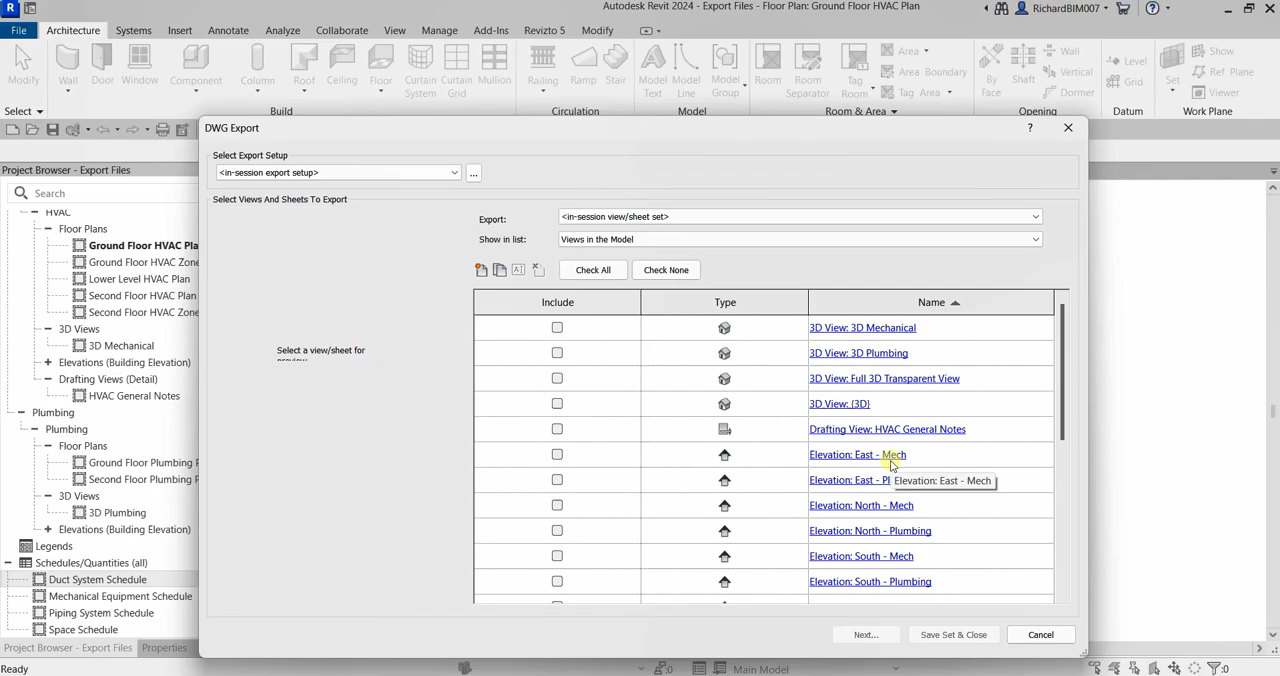 Autodesk Revit 2024 - Export Files - Floor Plan: Ground Floor HVAC Plan
RichardBIM007
File Architecture Systems Insert Annotate Analyze Collaborate View Manage Add-Ins Revizto 5 Modify
Modify Wall Door Window Component Column Roof Ceiling Floor Curtain System Curtain Grid Mullion Railing Ramp Stair Model Text Model Line Model Group Room Room Separator Tag Room Area Area Boundary Tag Area By Face Shaft Wall Vertical Dormer Level Grid Set Show Ref Plane Viewer
Select Build Circulation Model Room & Area Opening Datum Work Plane
DWG Export
Project Browser - Export Files
Search
HVAC
Floor Plans
Ground Floor HVAC Pla
Ground Floor HVAC Zone
Lower Level HVAC Plan
Second Floor HVAC Plan
Second Floor HVAC Zone
3D Views
3D Mechanical
Elevations (Building Elevation)
Drafting Views (Detail)
HVAC General Notes
Plumbing
Plumbing
Floor Plans
Ground Floor Plumbing P
Second Floor Plumbing P
3D Views
3D Plumbing
Elevations (Building Elevation)
Legends
Schedules/Quantities (all)
Duct System Schedule
Mechanical Equipment Schedule
Piping System Schedule
Space Schedule
Project Browser - Export Files Properties
Ready
Select Export Setup
<in-session export setup>
...
Select Views And Sheets To Export
Export: <in-session view/sheet set>
Show in list: Views in the Model
Check All Check None
Select a view/sheet for
preview...
Include Type Name
3D View: 3D Mechanical
3D View: 3D Plumbing
3D View: Full 3D Transparent View
3D View: {3D}
Drafting View: HVAC General Notes
Elevation: East - Mech
Elevation: East - Pl
Elevation: East - Mech
Elevation: North - Mech
Elevation: North - Plumbing
Elevation: South - Mech
Elevation: South - Plumbing
Next... Save Set & Close Cancel
:0 Main Model :0